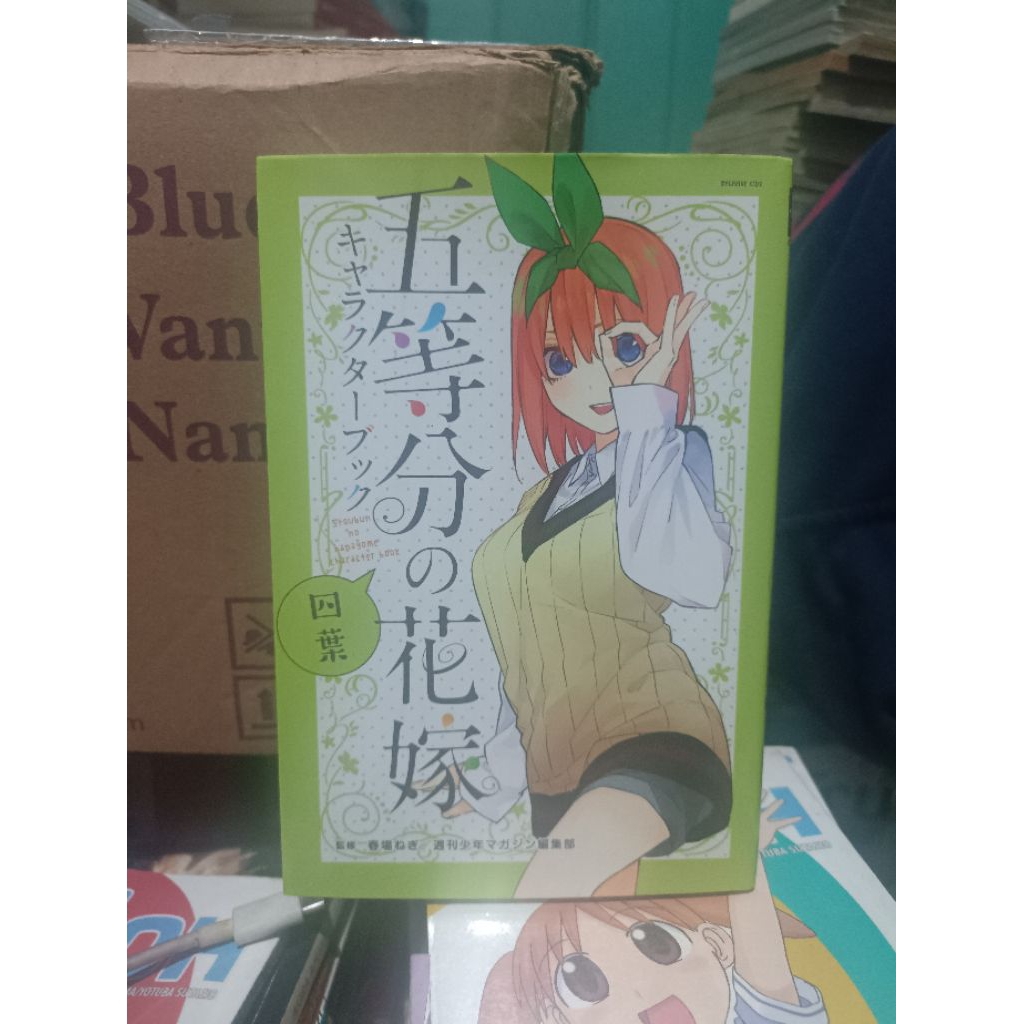 五等分の花嫁
キャラクターブック
5toubun
no
hanayome
character book
四葉
監修 春場ねぎ 週刊少年マガジン編集部
Blue
Wan
Nan